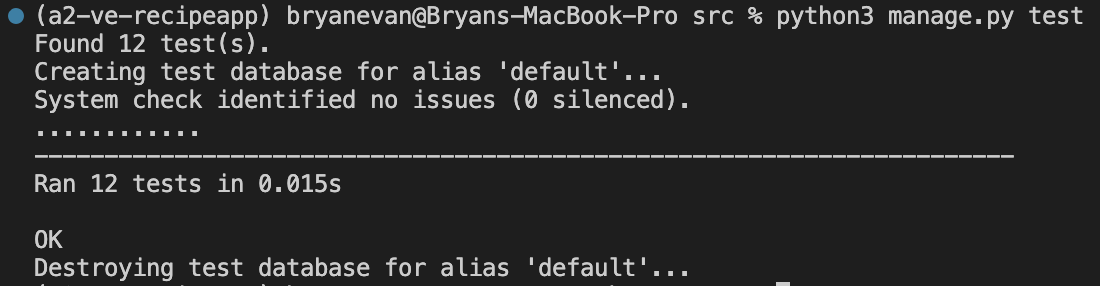 (a2-ve-recipeapp) bryanevan@Bryans-MacBook-Pro src % python3 manage.py test
Found 12 test(s).
Creating test database for alias 'default'...
System check identified no issues (0 silenced).
............
----------------------------------------------------------------------
Ran 12 tests in 0.015s
OK
Destroying test database for alias 'default'...